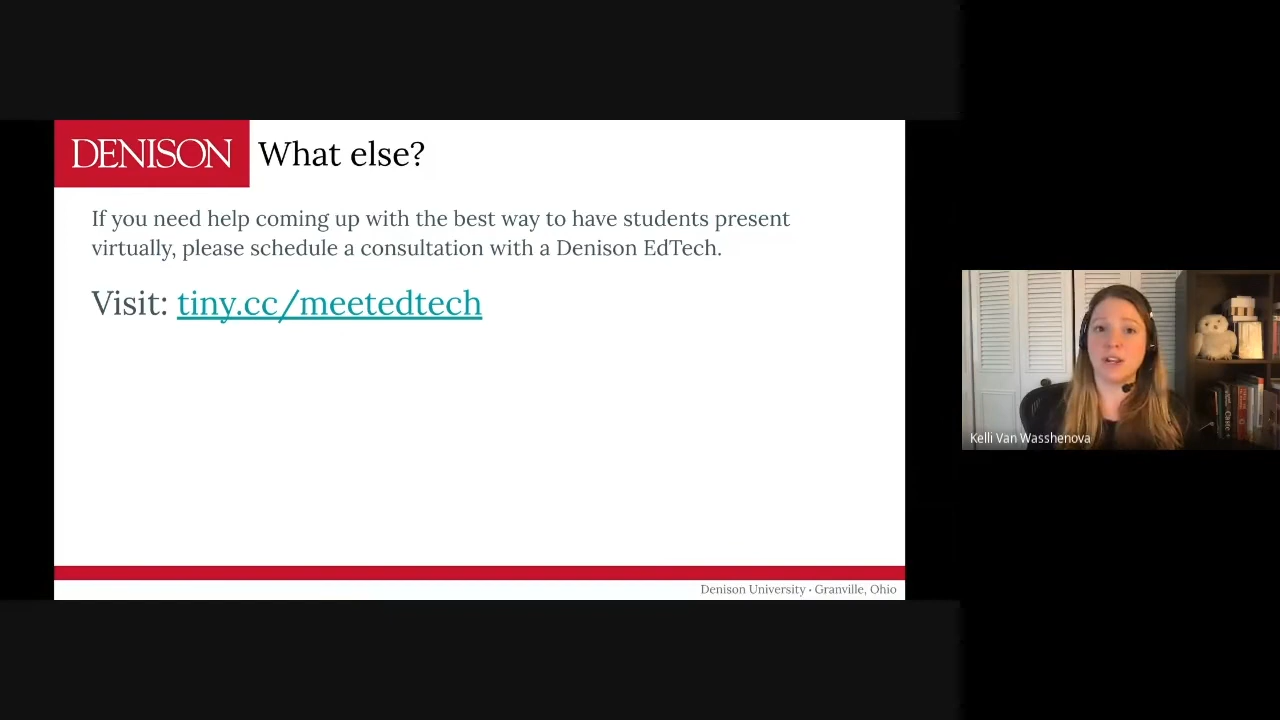 DENISON
What else?
If you need help coming up with the best way to have students present
virtually, please schedule a consultation with a Denison EdTech.
Visit: tiny.cc/meetedtech
Denison University · Granville, Ohio
Kelli Van Wasshenova